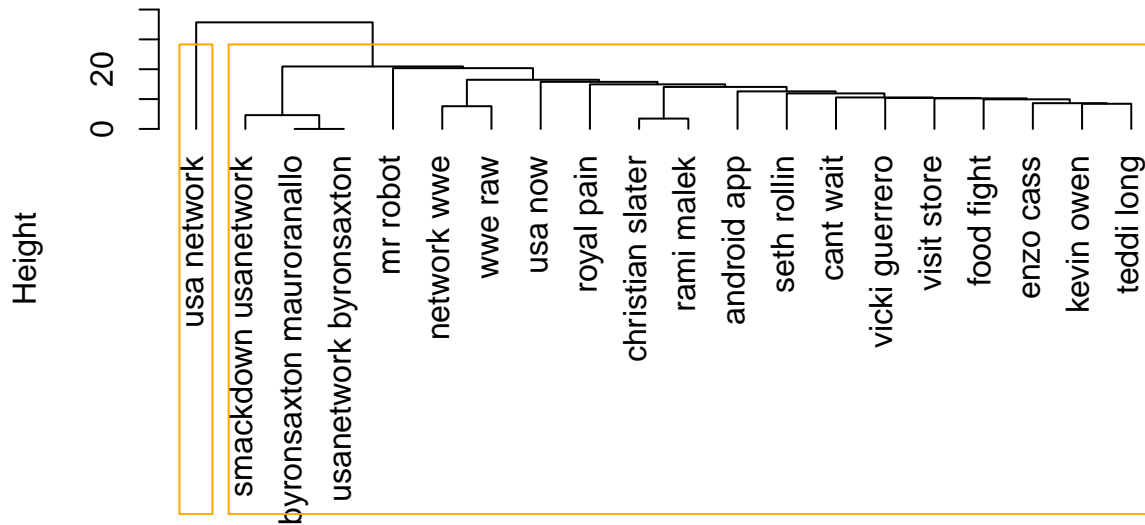 Height
0
20
usa network
smackdown usanetwork
byronsaxton mauroranallo
usanetwork byronsaxton
mr robot
network wwe
wwe raw
usa now
royal pain
christian slater
rami malek
android app
seth rollin
cant wait
vicki guerrero
visit store
food fight
enzo cass
kevin owen
teddi long